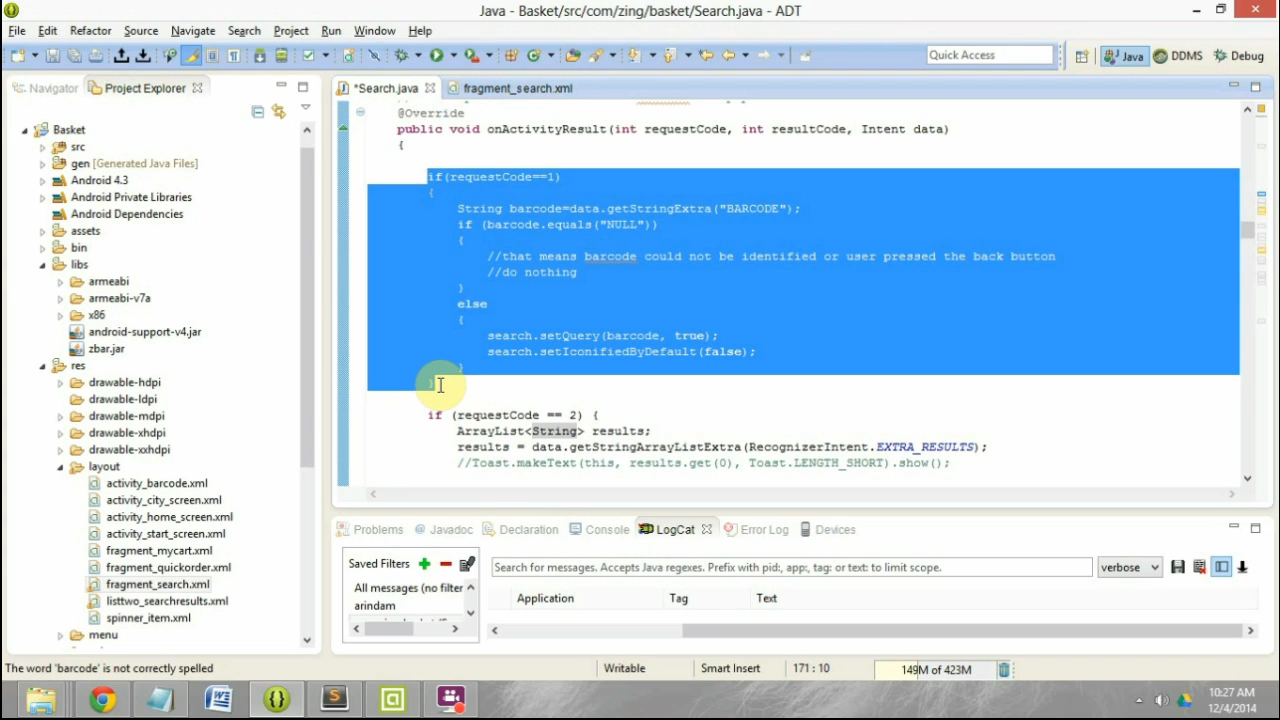 Java - Basket/src/com/zing/basket/Search.java - ADT
File Edit Refactor Source Navigate Search Project Run Window Help
Quick Access
Java DDMS Debug
Navigator Project Explorer
*Search.java fragment_search.xml
Basket
src
gen [Generated Java Files]
Android 4.3
Android Private Libraries
Android Dependencies
assets
bin
libs
armeabi
armeabi-v7a
x86
android-support-v4.jar
zbar.jar
res
drawable-hdpi
drawable-ldpi
drawable-mdpi
drawable-xhdpi
drawable-xxhdpi
layout
activity_barcode.xml
activity_city_screen.xml
activity_home_screen.xml
activity_start_screen.xml
fragment_mycart.xml
fragment_quickorder.xml
fragment_search.xml
listtwo_searchresults.xml
spinner_item.xml
menu
@Override
public void onActivityResult(int requestCode, int resultCode, Intent data)
{
if(requestCode==1)
{
String barcode=data.getStringExtra("BARCODE");
if (barcode.equals("NULL"))
{
//that means barcode could not be identified or user pressed the back button
//do nothing
}
else
{
search.setQuery(barcode, true);
search.setIconifiedByDefault(false);
}
}
if (requestCode == 2) {
ArrayList<String> results;
results = data.getStringArrayListExtra(RecognizerIntent.EXTRA_RESULTS);
//Toast.makeText(this, results.get(0), Toast.LENGTH_SHORT).show();
Problems @ Javadoc Declaration Console LogCat Error Log Devices
Saved Filters
All messages (no filter
arindam
Search for messages. Accepts Java regexes. Prefix with pid:, app:, tag: or text: to limit scope.
verbose
Application Tag Text
The word 'barcode' is not correctly spelled
Writable
Smart Insert
171 : 10
149M of 423M
10:27 AM
12/4/2014